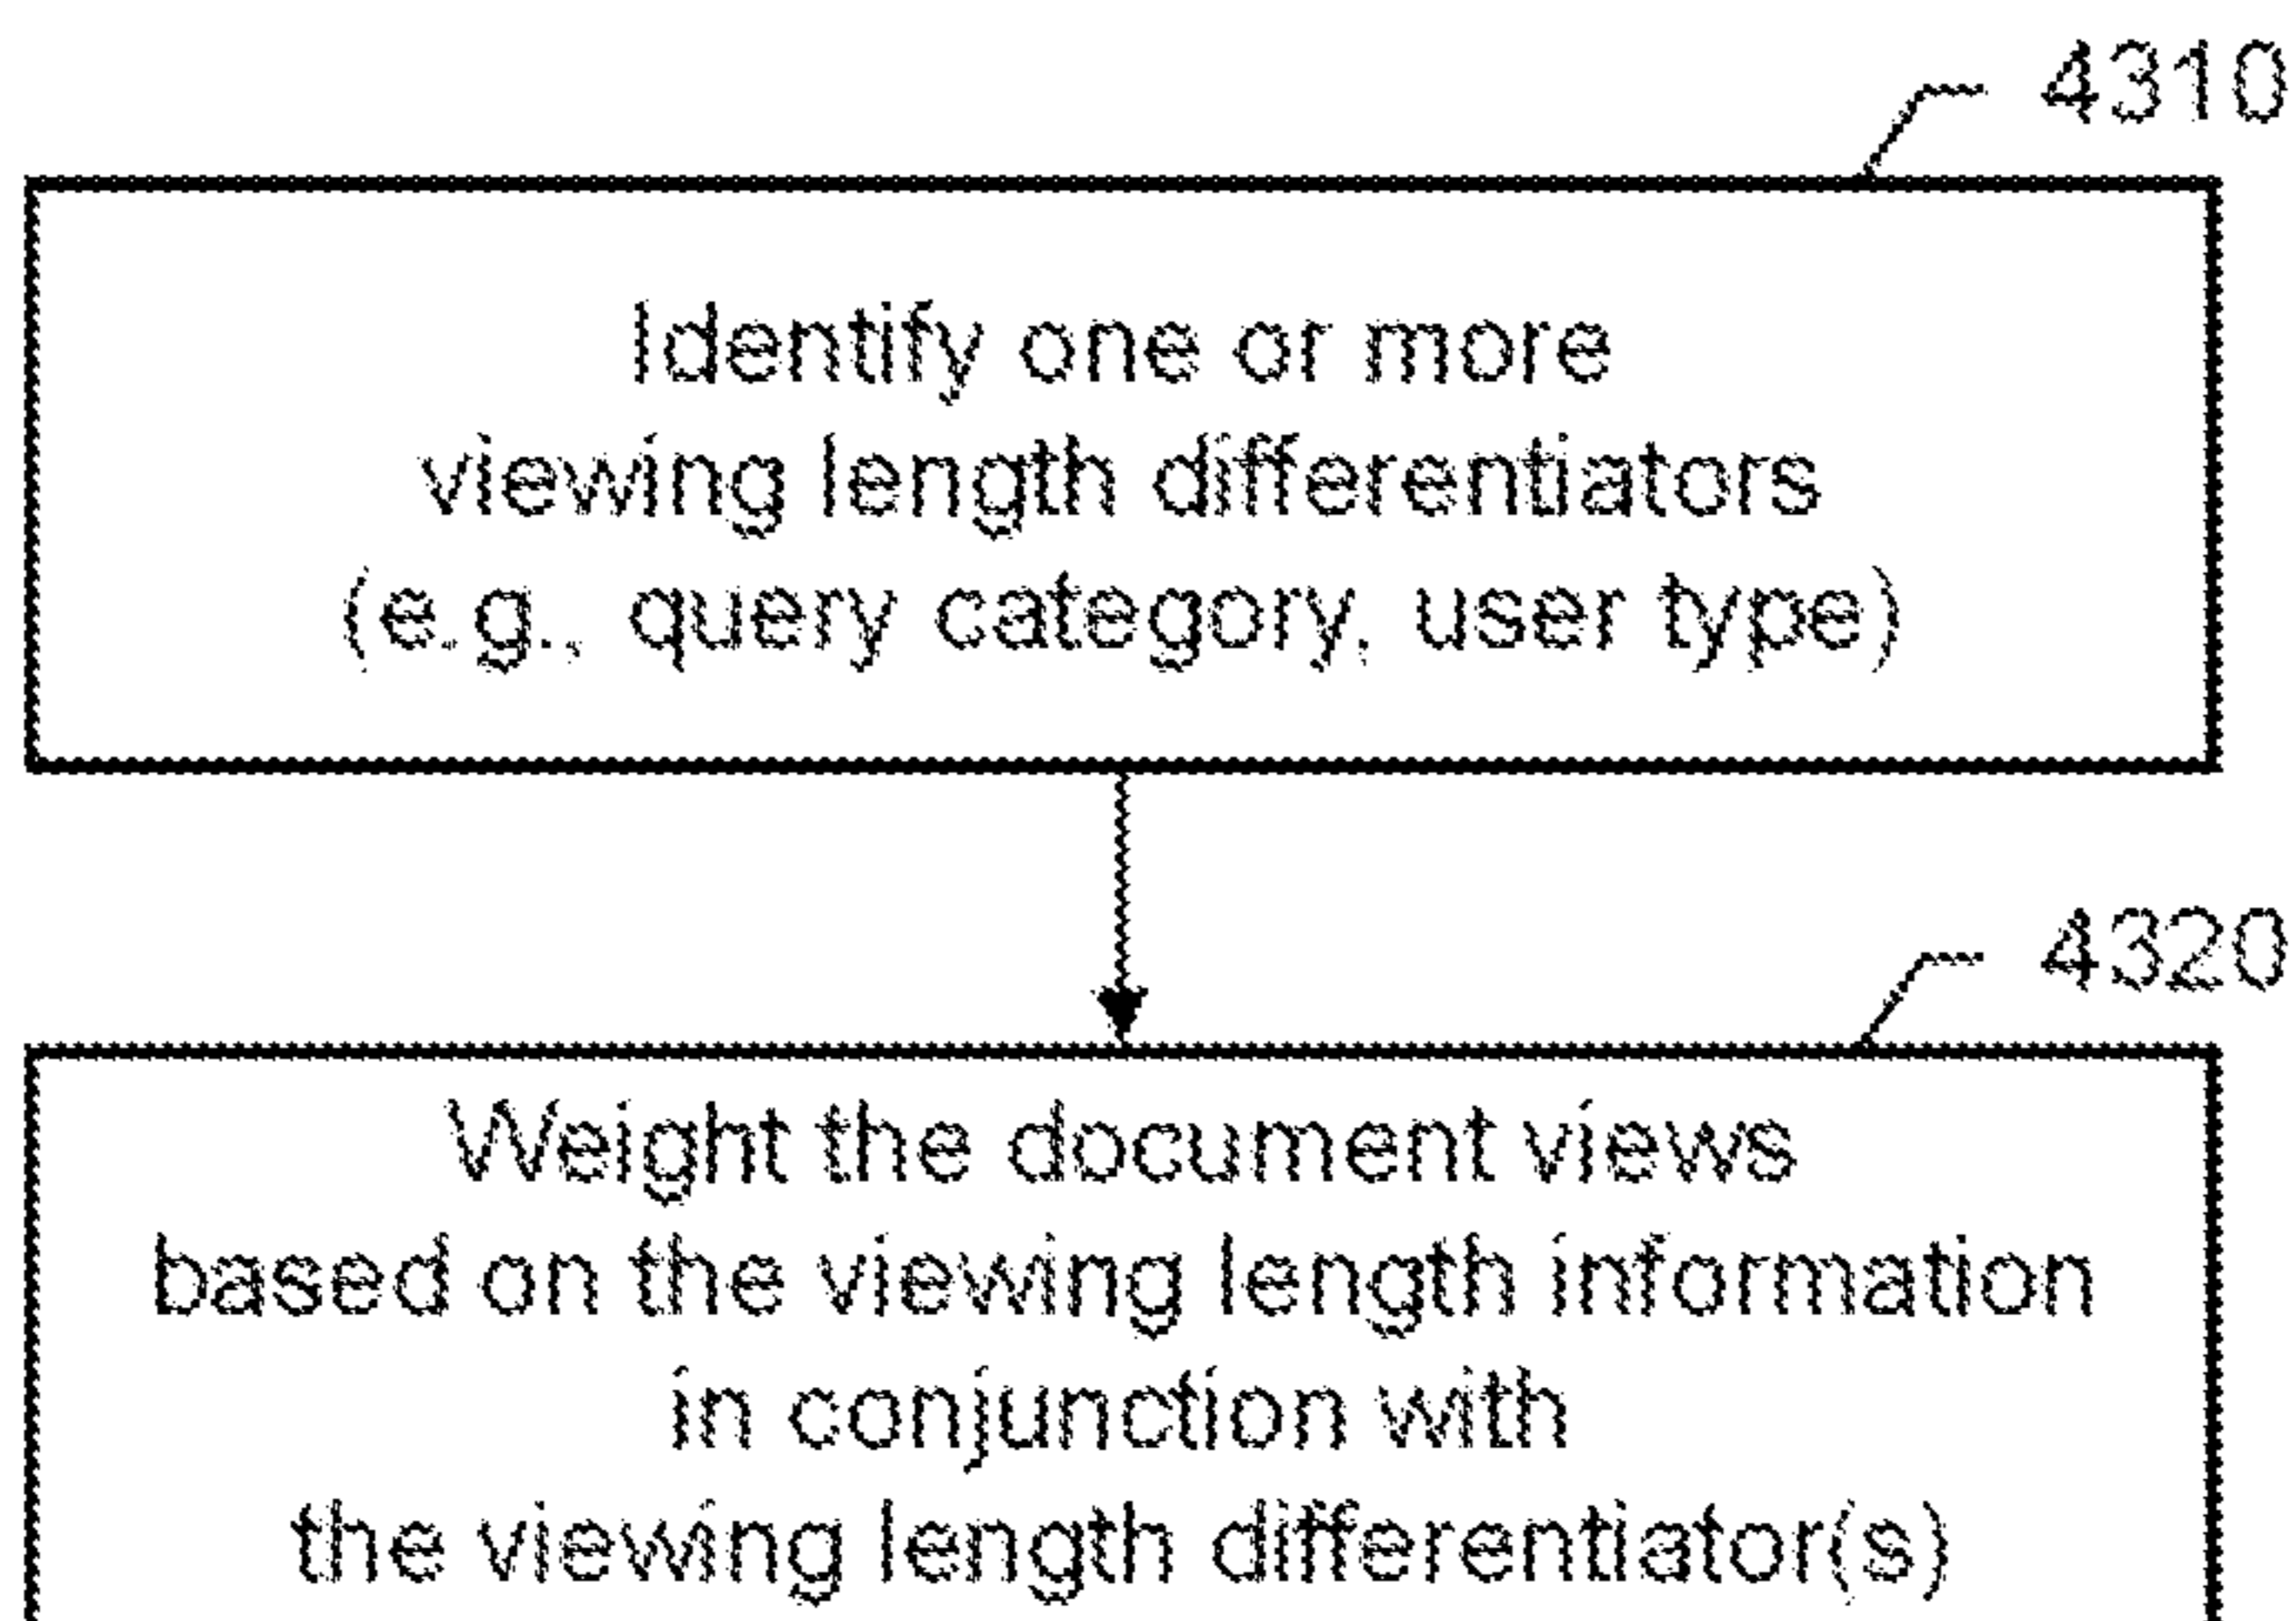 4310
Identify one or more
viewing length differentiators
(e.g., query category, user type)
4320
Weight the document views
based on the viewing length information
in conjunction with
the viewing length differentiator(s)